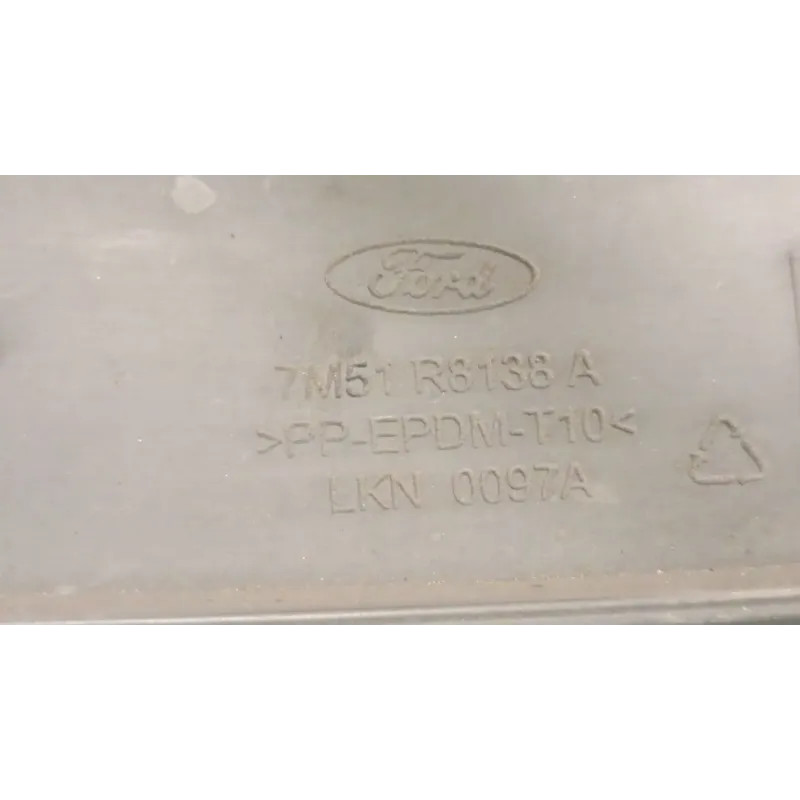 Ford
7M51 R8138 A
>PP-EPDM-T10<
LKN 0097A